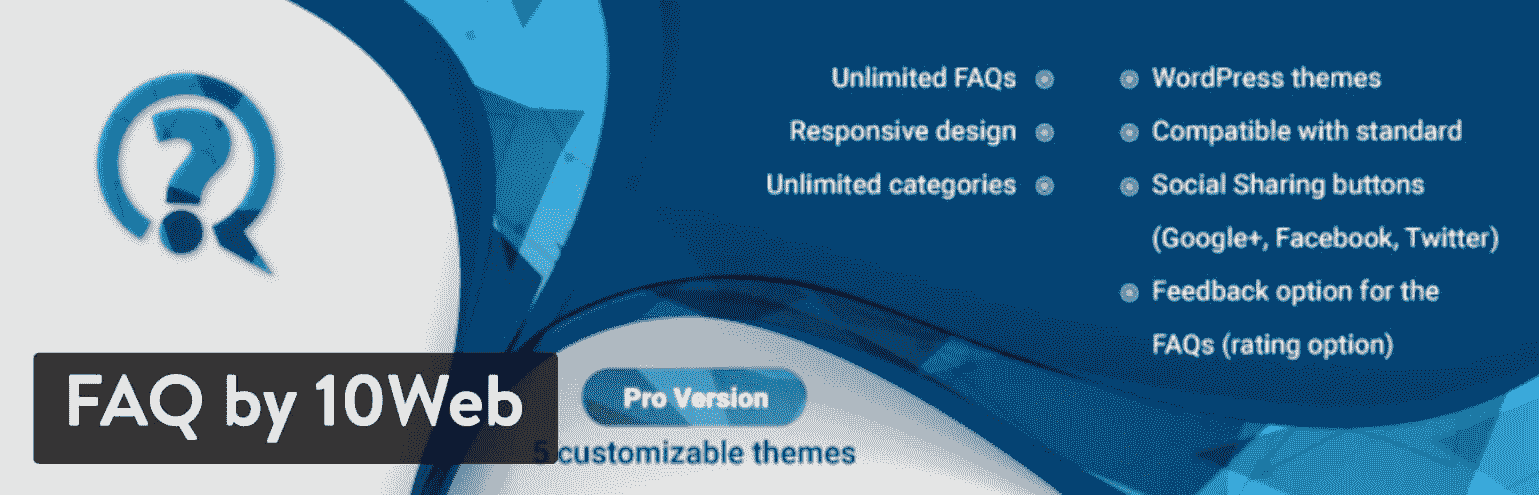 Unlimited FAQs
Responsive design
Unlimited categories
WordPress themes
Compatible with standard
Social Sharing buttons
(Google+, Facebook, Twitter)
Feedback option for the
FAQs (rating option)
FAQ by 10Web
Pro Version
5 customizable themes